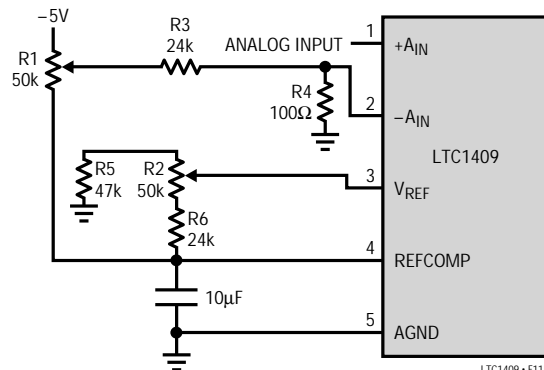 –5V
R1
50k
R3
24k
ANALOG INPUT
R4
100Ω
R5
47k
R2
50k
R6
24k
10µF
1
+AIN
2
–AIN
LTC1409
3
VREF
4
REFCOMP
5
AGND
LTC1409 • F11